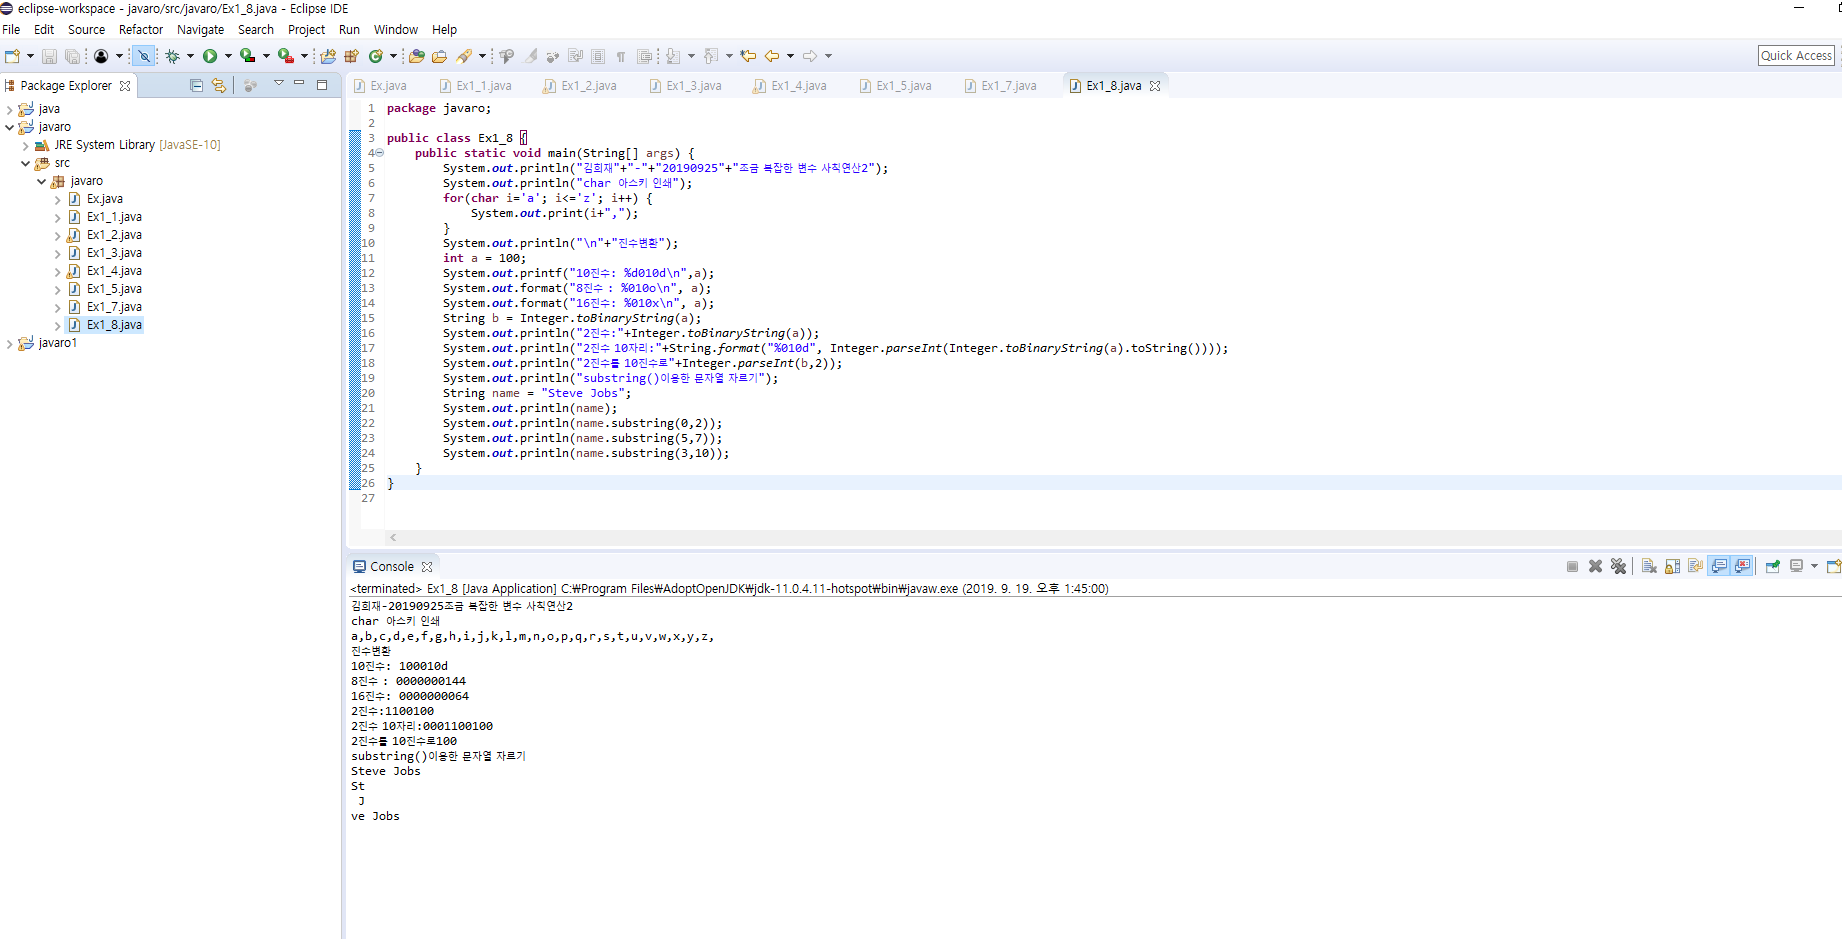 eclipse-workspace - javaro/src/javaro/Ex1_8.java - Eclipse IDE
File Edit Source Refactor Navigate Search Project Run Window Help
Quick Access
Package Explorer
java
javaro
JRE System Library [JavaSE-10]
src
javaro
Ex.java
Ex1_1.java
Ex1_2.java
Ex1_3.java
Ex1_4.java
Ex1_5.java
Ex1_7.java
Ex1_8.java
javaro1
Ex.java Ex1_1.java Ex1_2.java Ex1_3.java Ex1_4.java Ex1_5.java Ex1_7.java Ex1_8.java
1 package javaro;
2
3 public class Ex1_8 {
4 public static void main(String[] args) {
5 System.out.println("김희재"+"-"+"20190925"+"조금 복잡한 변수 사칙연산2");
6 System.out.println("char 아스키 인쇄");
7 for(char i='a'; i<='z'; i++) {
8 System.out.print(i+",");
9 }
10 System.out.println("\n"+"진수변환");
11 int a = 100;
12 System.out.printf("10진수: %d010d\n",a);
13 System.out.format("8진수 : %010o\n", a);
14 System.out.format("16진수: %010x\n", a);
15 String b = Integer.toBinaryString(a);
16 System.out.println("2진수:"+Integer.toBinaryString(a));
17 System.out.println("2진수 10자리:"+String.format("%010d", Integer.parseInt(Integer.toBinaryString(a).toString())));
18 System.out.println("2진수를 10진수로"+Integer.parseInt(b,2));
19 System.out.println("substring()이용한 문자열 자르기");
20 String name = "Steve Jobs";
21 System.out.println(name);
22 System.out.println(name.substring(0,2));
23 System.out.println(name.substring(5,7));
24 System.out.println(name.substring(3,10));
25 }
26 }
27
Console
<terminated> Ex1_8 [Java Application] C:₩Program Files₩AdoptOpenJDK₩jdk-11.0.4.11-hotspot₩bin₩javaw.exe (2019. 9. 19. 오후 1:45:00)
김희재-20190925조금 복잡한 변수 사칙연산2
char 아스키 인쇄
a,b,c,d,e,f,g,h,i,j,k,l,m,n,o,p,q,r,s,t,u,v,w,x,y,z,
진수변환
10진수: 100010d
8진수 : 0000000144
16진수: 0000000064
2진수:1100100
2진수 10자리:0001100100
2진수를 10진수로100
substring()이용한 문자열 자르기
Steve Jobs
St
J
ve Jobs